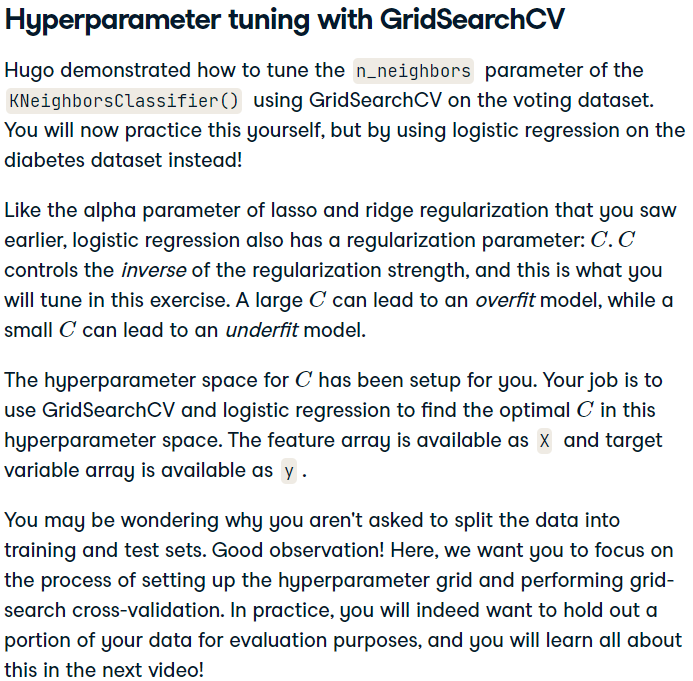 Hyperparameter tuning with GridSearchCV
Hugo demonstrated how to tune the n_neighbors parameter of the
KNeighborsClassifier() using GridSearchCV on the voting dataset.
You will now practice this yourself, but by using logistic regression on the
diabetes dataset instead!
Like the alpha parameter of lasso and ridge regularization that you saw
earlier, logistic regression also has a regularization parameter: C. C
controls the inverse of the regularization strength, and this is what you
will tune in this exercise. A large C can lead to an overfit model, while a
small C can lead to an underfit model.
The hyperparameter space for C has been setup for you. Your job is to
use GridSearchCV and logistic regression to find the optimal C in this
hyperparameter space. The feature array is available as X and target
variable array is available as y .
You may be wondering why you aren't asked to split the data into
training and test sets. Good observation! Here, we want you to focus on
the process of setting up the hyperparameter grid and performing grid-
search cross-validation. In practice, you will indeed want to hold out a
portion of your data for evaluation purposes, and you will learn all about
this in the next video!